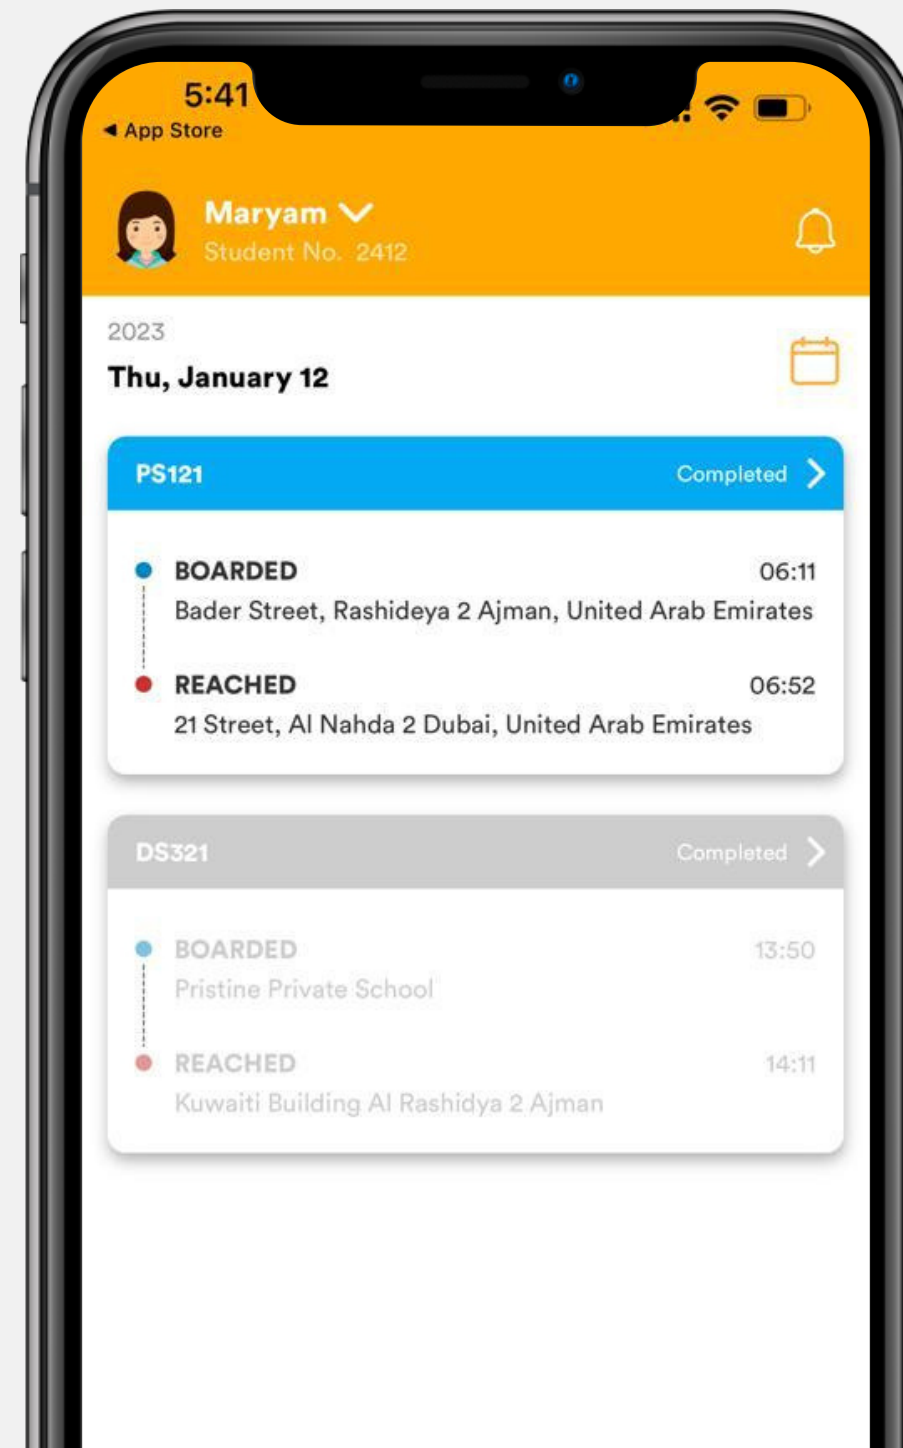 5:41
◀ App Store
Maryam
Student No. 2412
2023
Thu, January 12
PS121 Completed
BOARDED 06:11
Bader Street, Rashideya 2 Ajman, United Arab Emirates
REACHED 06:52
21 Street, Al Nahda 2 Dubai, United Arab Emirates
DS321 Completed
BOARDED 13:50
Pristine Private School
REACHED 14:11
Kuwaiti Building Al Rashidya 2 Ajman